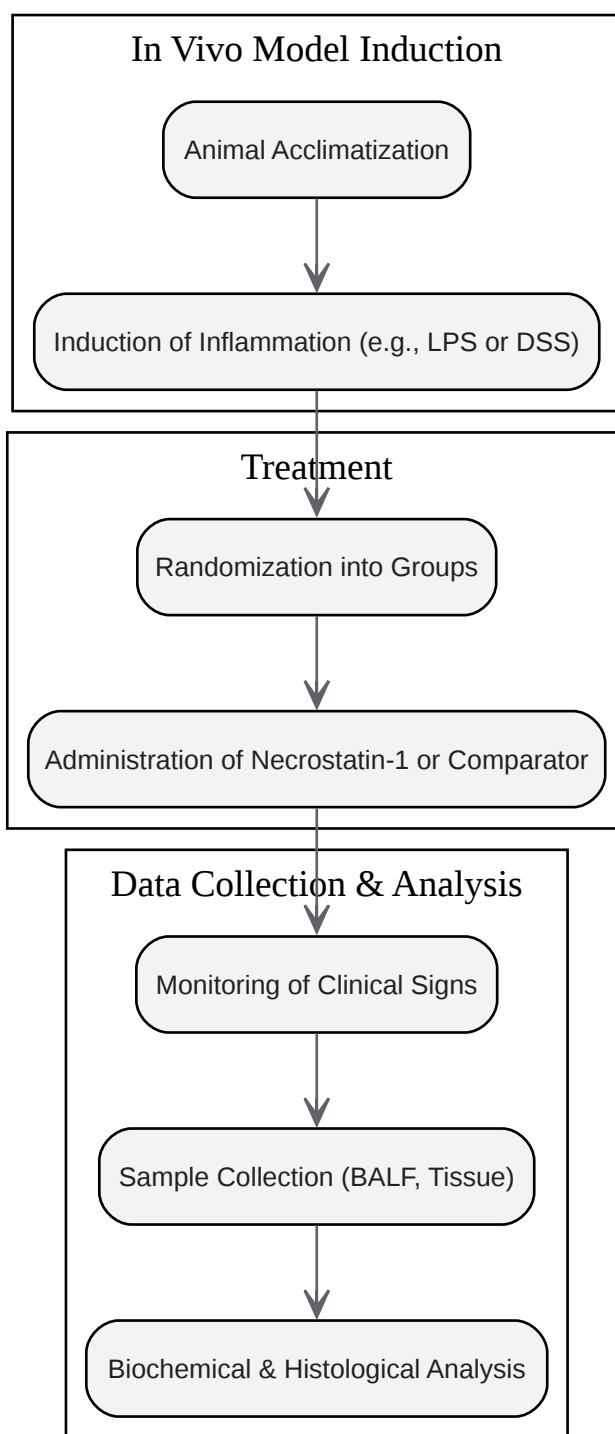 In Vivo Model Induction
Animal Acclimatization
Induction of Inflammation (e.g., LPS or DSS)
Treatment
Randomization into Groups
Administration of Necrostatin-1 or Comparator
Data Collection & Analysis
Monitoring of Clinical Signs
Sample Collection (BALF, Tissue)
Biochemical & Histological Analysis